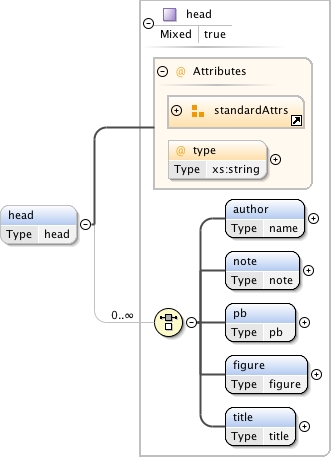 head
Mixed true
@ Attributes
standardAttrs
@ type
Type xs:string
head
Type head
0..∞
author
Type name
note
Type note
pb
Type pb
figure
Type figure
title
Type title